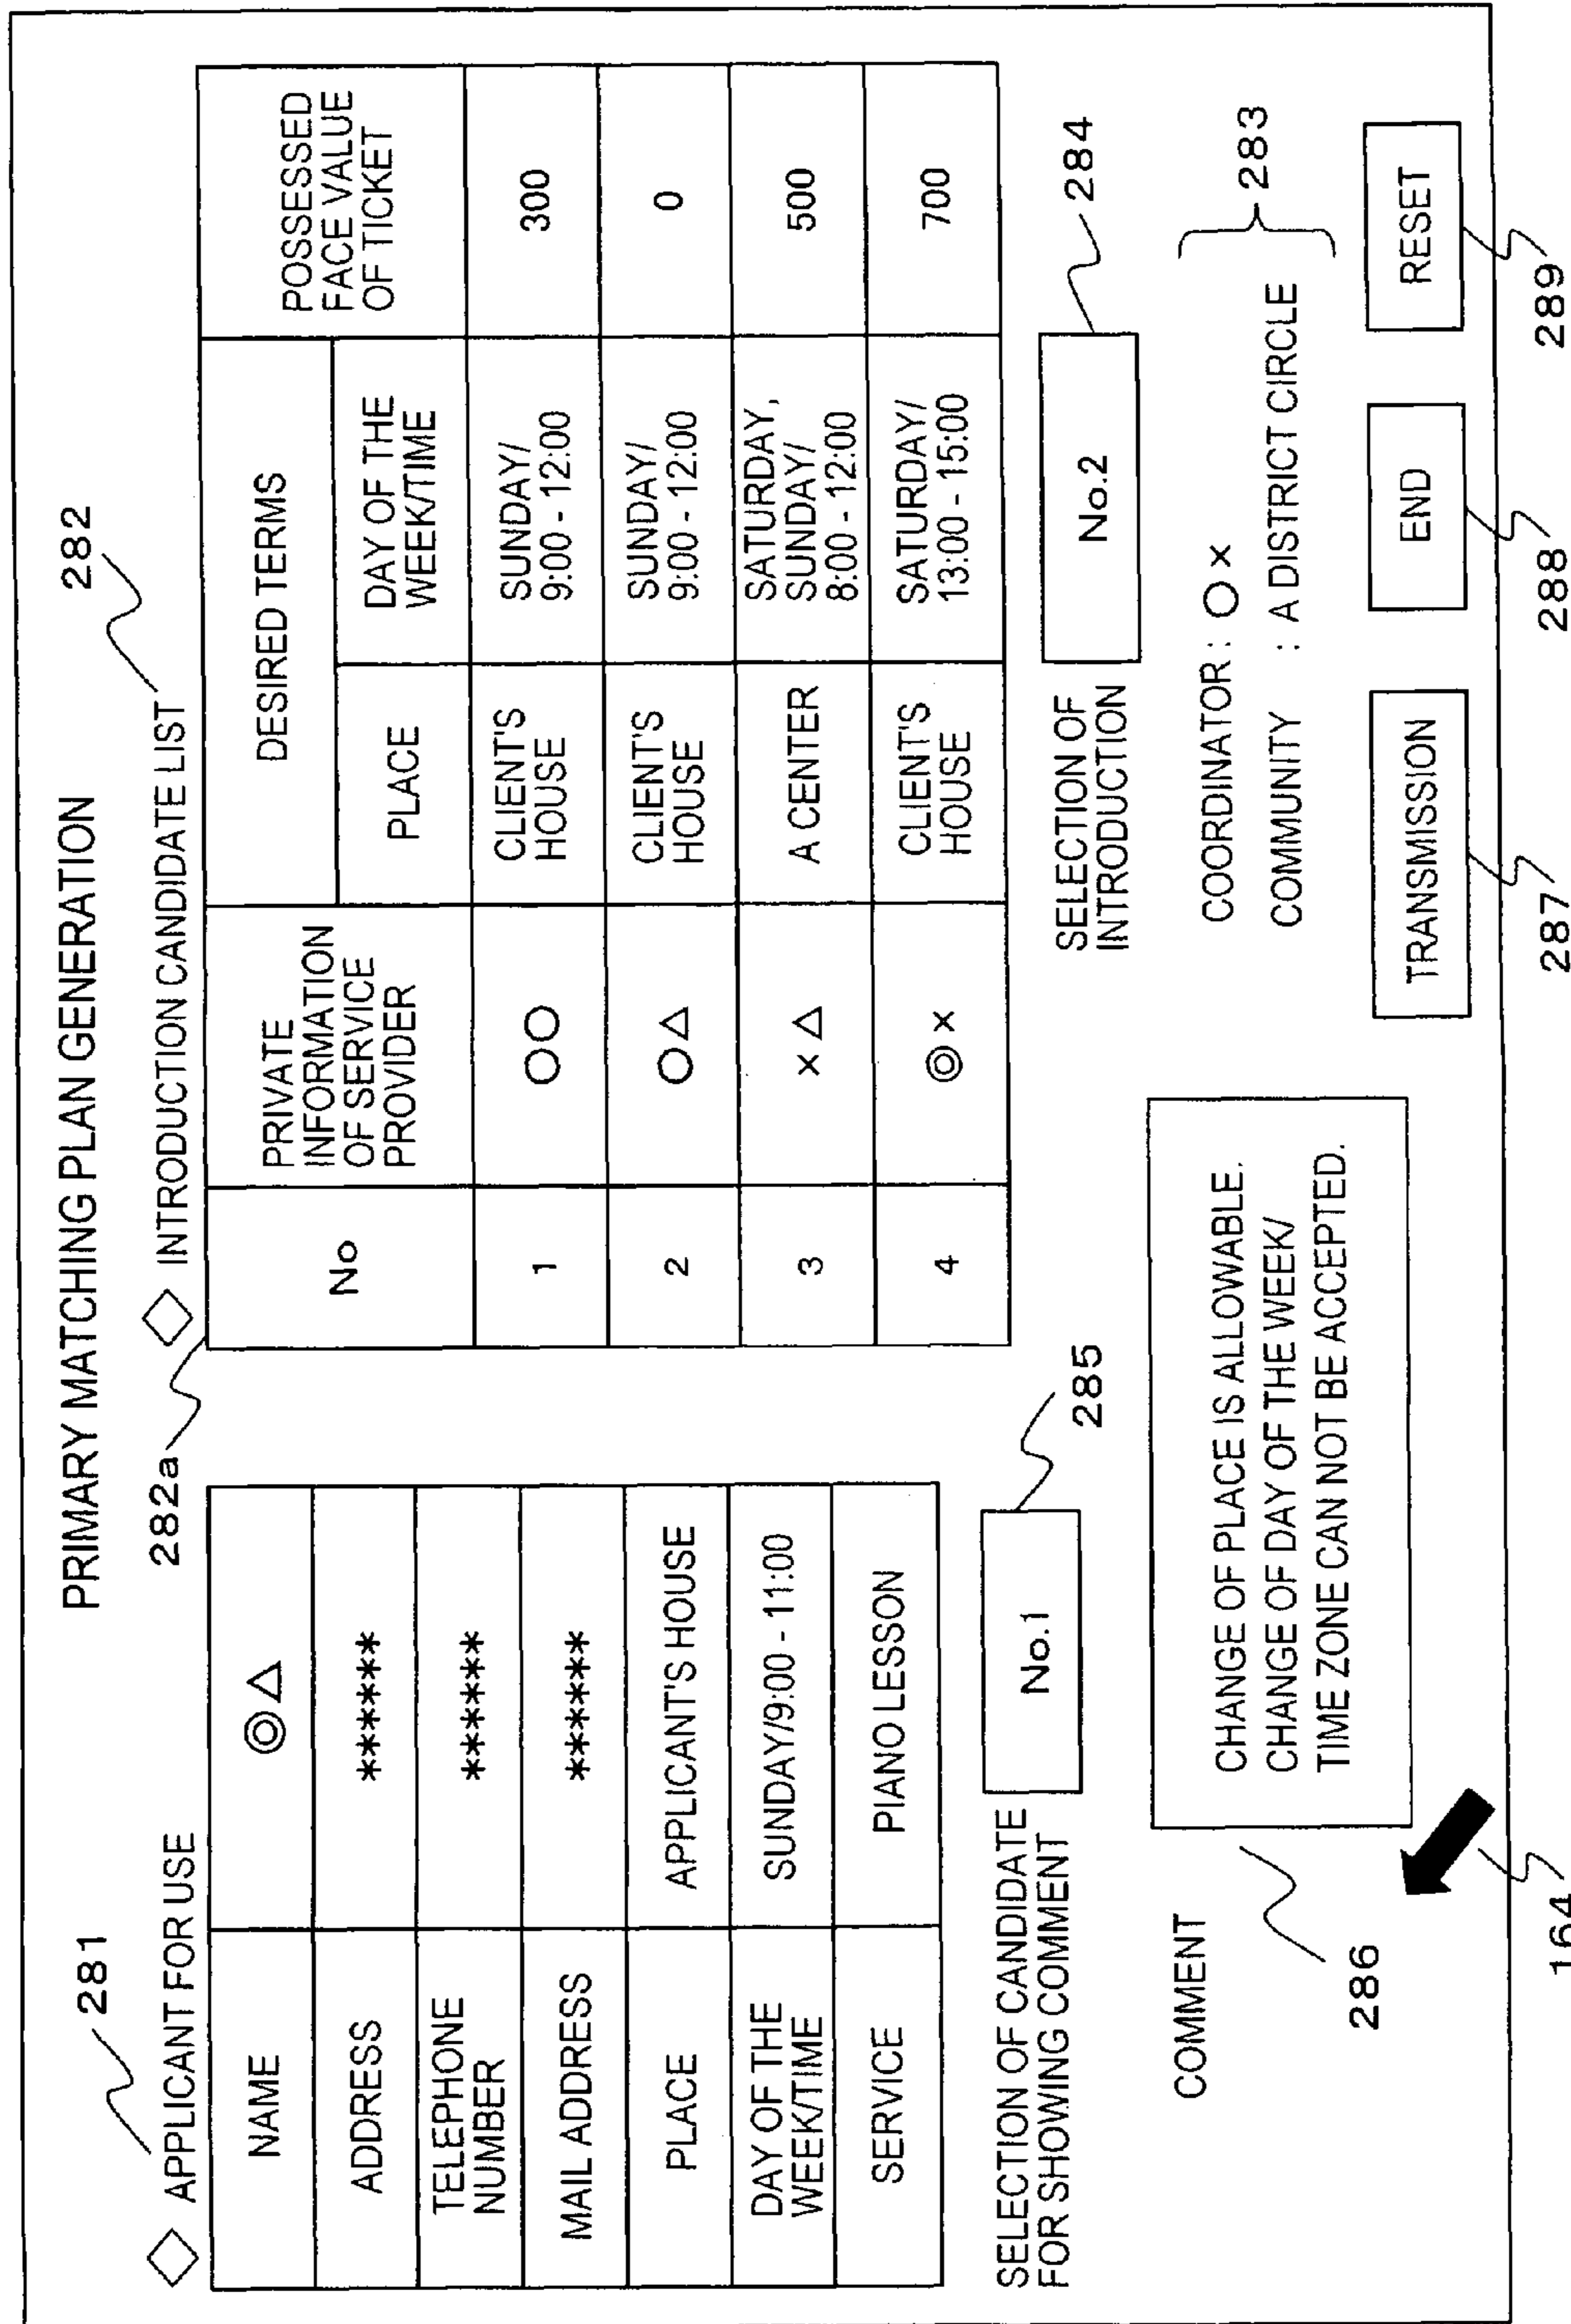 PRIMARY MATCHING PLAN GENERATION
281
◇ APPLICANT FOR USE
NAME ◎△
ADDRESS ******
TELEPHONE
NUMBER ******
MAIL ADDRESS ******
PLACE APPLICANT'S HOUSE
DAY OF THE
WEEK/TIME SUNDAY/9:00 - 11:00
SERVICE PIANO LESSON
SELECTION OF CANDIDATE
FOR SHOWING COMMENT
No.1
285
COMMENT
CHANGE OF PLACE IS ALLOWABLE.
CHANGE OF DAY OF THE WEEK/
TIME ZONE CAN NOT BE ACCEPTED.
286
164
282
◇ INTRODUCTION CANDIDATE LIST
282a
No
PRIVATE
INFORMATION
OF SERVICE
PROVIDER
DESIRED TERMS
PLACE
DAY OF THE
WEEK/TIME
POSSESSED
FACE VALUE
OF TICKET
1
○○
CLIENT'S
HOUSE
SUNDAY/
9:00 - 12:00
300
2
○△
CLIENT'S
HOUSE
SUNDAY/
9:00 - 12:00
0
3
×△
A CENTER
SATURDAY,
SUNDAY/
8:00 - 12:00
500
4
◎×
CLIENT'S
HOUSE
SATURDAY/
13:00 - 15:00
700
SELECTION OF
INTRODUCTION
No.2
284
COORDINATOR : ○×
COMMUNITY : A DISTRICT CIRCLE
283
TRANSMISSION
END
RESET
287
288
289